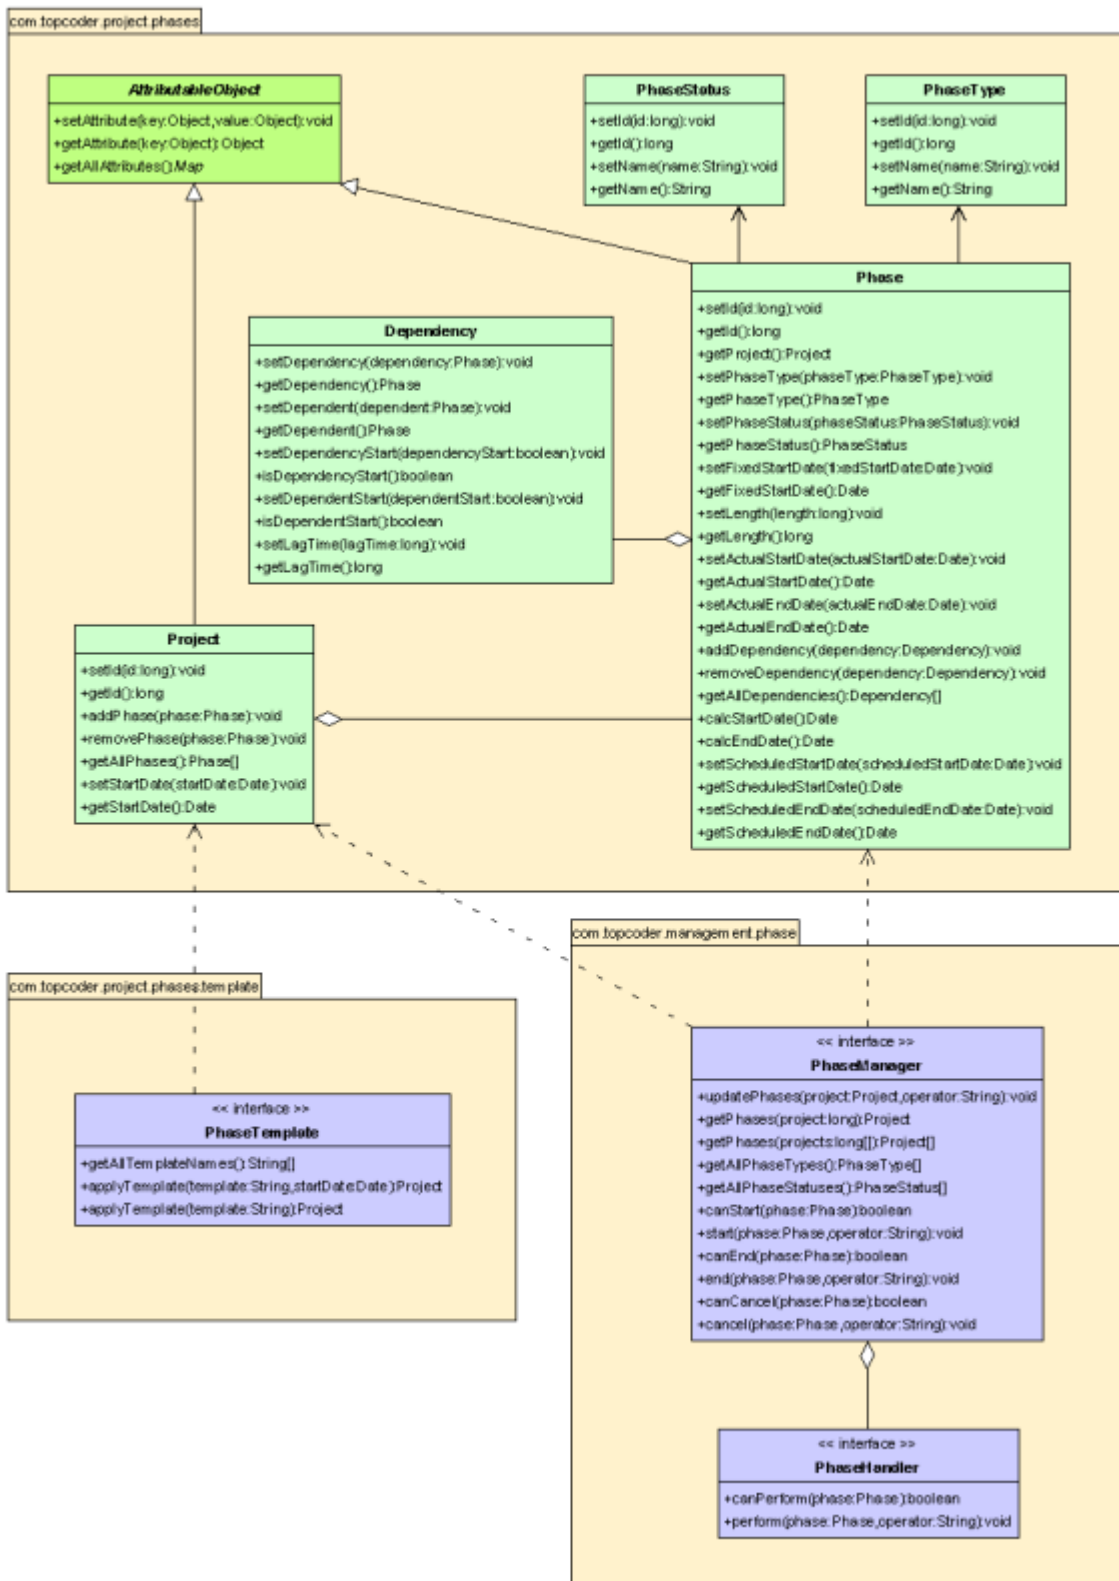 com.topcoder.project.phases
AttributableObject
+setAttribute(key:Object,value:Object):void
+getAttribute(key:Object):Object
+getAllAttributes():Map
PhaseStatus
+setId(id:long):void
+getId():long
+setName(name:String):void
+getName():String
PhaseType
+setId(id:long):void
+getId():long
+setName(name:String):void
+getName():String
Phase
+setId(id:long):void
+getId():long
+getProject():Project
+setPhaseType(phaseType:PhaseType):void
+getPhaseType():PhaseType
+setPhaseStatus(phaseStatus:PhaseStatus):void
+getPhaseStatus():PhaseStatus
+setFixedStartDate(fixedStartDate:Date):void
+getFixedStartDate():Date
+setLength(length:long):void
+getLength():long
+setActualStartDate(actualStartDate:Date):void
+getActualStartDate():Date
+setActualEndDate(actualEndDate:Date):void
+getActualEndDate():Date
+addDependency(dependency:Dependency):void
+removeDependency(dependency:Dependency):void
+getAllDependencies():Dependency[]
+calcStartDate():Date
+calcEndDate():Date
+setScheduledStartDate(scheduledStartDate:Date):void
+getScheduledStartDate():Date
+setScheduledEndDate(scheduledEndDate:Date):void
+getScheduledEndDate():Date
Dependency
+setDependency(dependency:Phase):void
+getDependency():Phase
+setDependent(dependent:Phase):void
+getDependent():Phase
+setDependencyStart(dependencyStart:boolean):void
+isDependencyStart():boolean
+setDependentStart(dependentStart:boolean):void
+isDependentStart():boolean
+setLagTime(lagTime:long):void
+getLagTime():long
Project
+setId(id:long):void
+getId():long
+addPhase(phase:Phase):void
+removePhase(phase:Phase):void
+getAllPhases():Phase[]
+setStartDate(startDate:Date):void
+getStartDate():Date
com.topcoder.project.phases.template
<< interface >>
PhaseTemplate
+getAllTemplateNames():String[]
+applyTemplate(template:String,startDate:Date):Project
+applyTemplate(template:String):Project
com.topcoder.management.phase
<< interface >>
PhaseManager
+updatePhases(project:Project,operator:String):void
+getPhases(project:long):Project
+getPhases(projects:long[]):Project[]
+getAllPhaseTypes():PhaseType[]
+getAllPhaseStatuses():PhaseStatus[]
+canStart(phase:Phase):boolean
+start(phase:Phase,operator:String):void
+canEnd(phase:Phase):boolean
+end(phase:Phase,operator:String):void
+canCancel(phase:Phase):boolean
+cancel(phase:Phase,operator:String):void
<< interface >>
PhaseHandler
+canPerform(phase:Phase):boolean
+perform(phase:Phase,operator:String):void